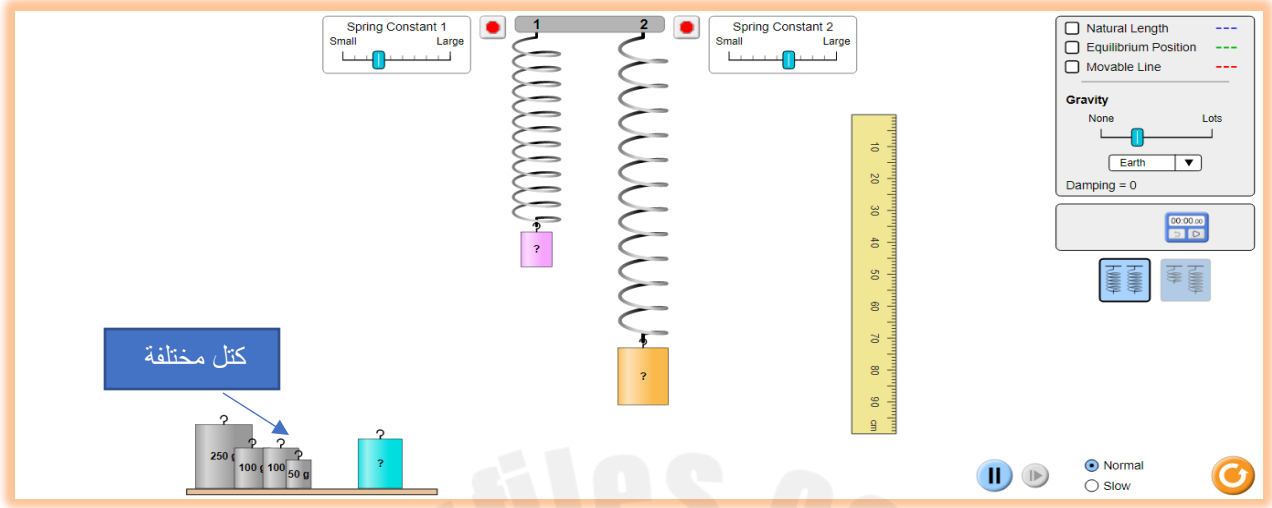 Spring Constant 1
Small Large
1 2
Spring Constant 2
Small Large
Natural Length
Equilibrium Position
Movable Line
Gravity
None Lots
Earth
Damping = 0
00:00.00
?
?
10
20
30
40
50
60
70
80
90
cm
كتل مختلفة
250 g
100 g
100
50 g
?
Normal
Slow
files.co